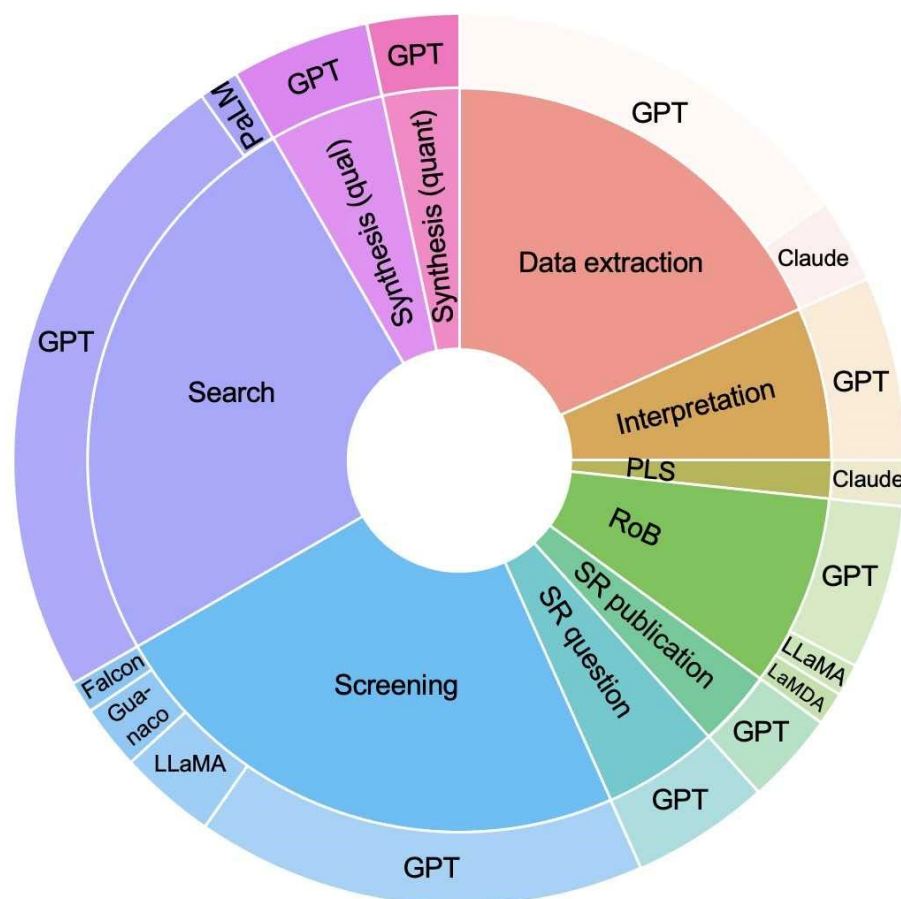 GPT
GPT
GPT
PaLM
Synthesis (qual)
Synthesis (quant)
Data extraction
Claude
GPT
Search
Interpretation
GPT
PLS
Claude
RoB
GPT
SR publication
LLaMA
LaMDA
SR question
GPT
Screening
Falcon
Gua-
naco
LLaMA
GPT
GPT